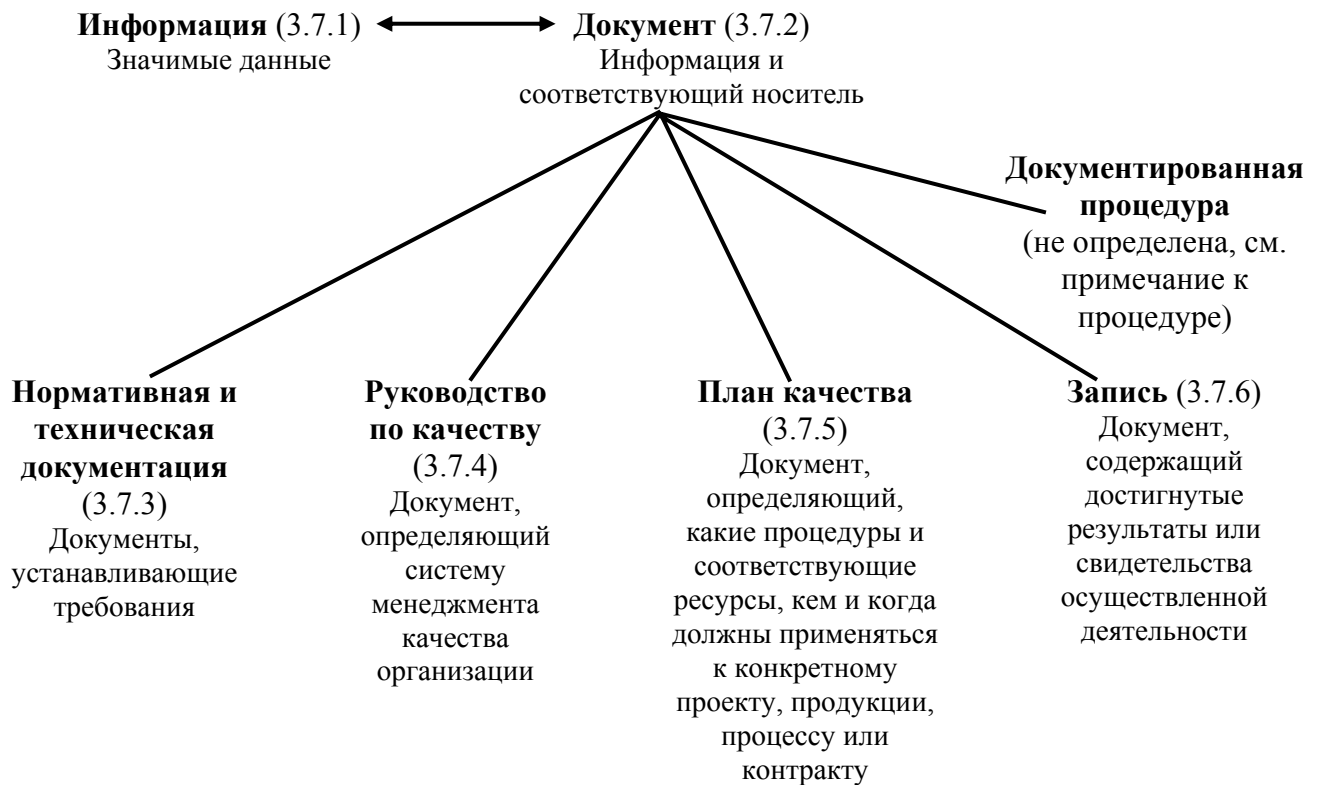 Информация (3.7.1)
Значимые данные
Документ (3.7.2)
Информация и
соответствующий носитель
Документированная
процедура
(не определена, см.
примечание к
процедуре)
Нормативная и
техническая
документация
(3.7.3)
Документы,
устанавливающие
требования
Руководство
по качеству
(3.7.4)
Документ,
определяющий
систему
менеджмента
качества
организации
План качества
(3.7.5)
Документ,
определяющий,
какие процедуры и
соответствующие
ресурсы, кем и когда
должны применяться
к конкретному
проекту, продукции,
процессу или
контракту
Запись (3.7.6)
Документ,
содержащий
достигнутые
результаты или
свидетельства
осуществленной
деятельности